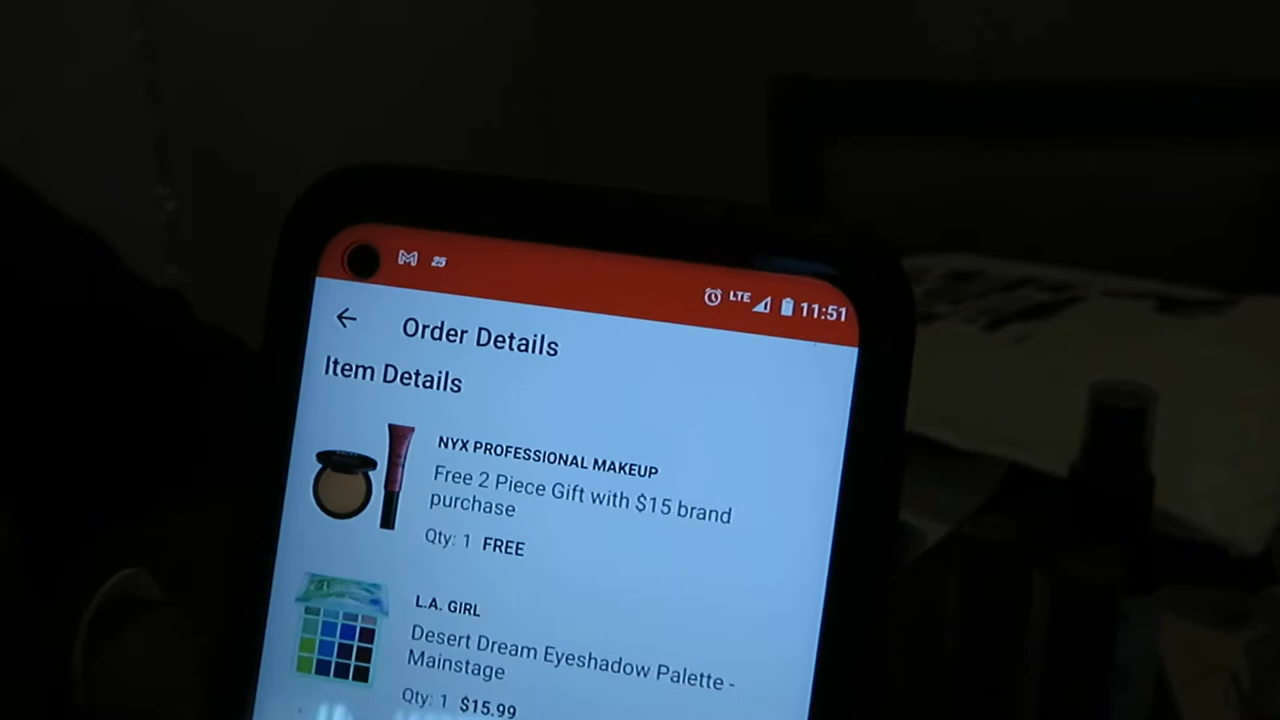 25
LTE 11:51
Order Details
Item Details
NYX PROFESSIONAL MAKEUP
Free 2 Piece Gift with $15 brand
purchase
Qty: 1 FREE
L.A. GIRL
Desert Dream Eyeshadow Palette -
Mainstage
Qty: 1 $15.99